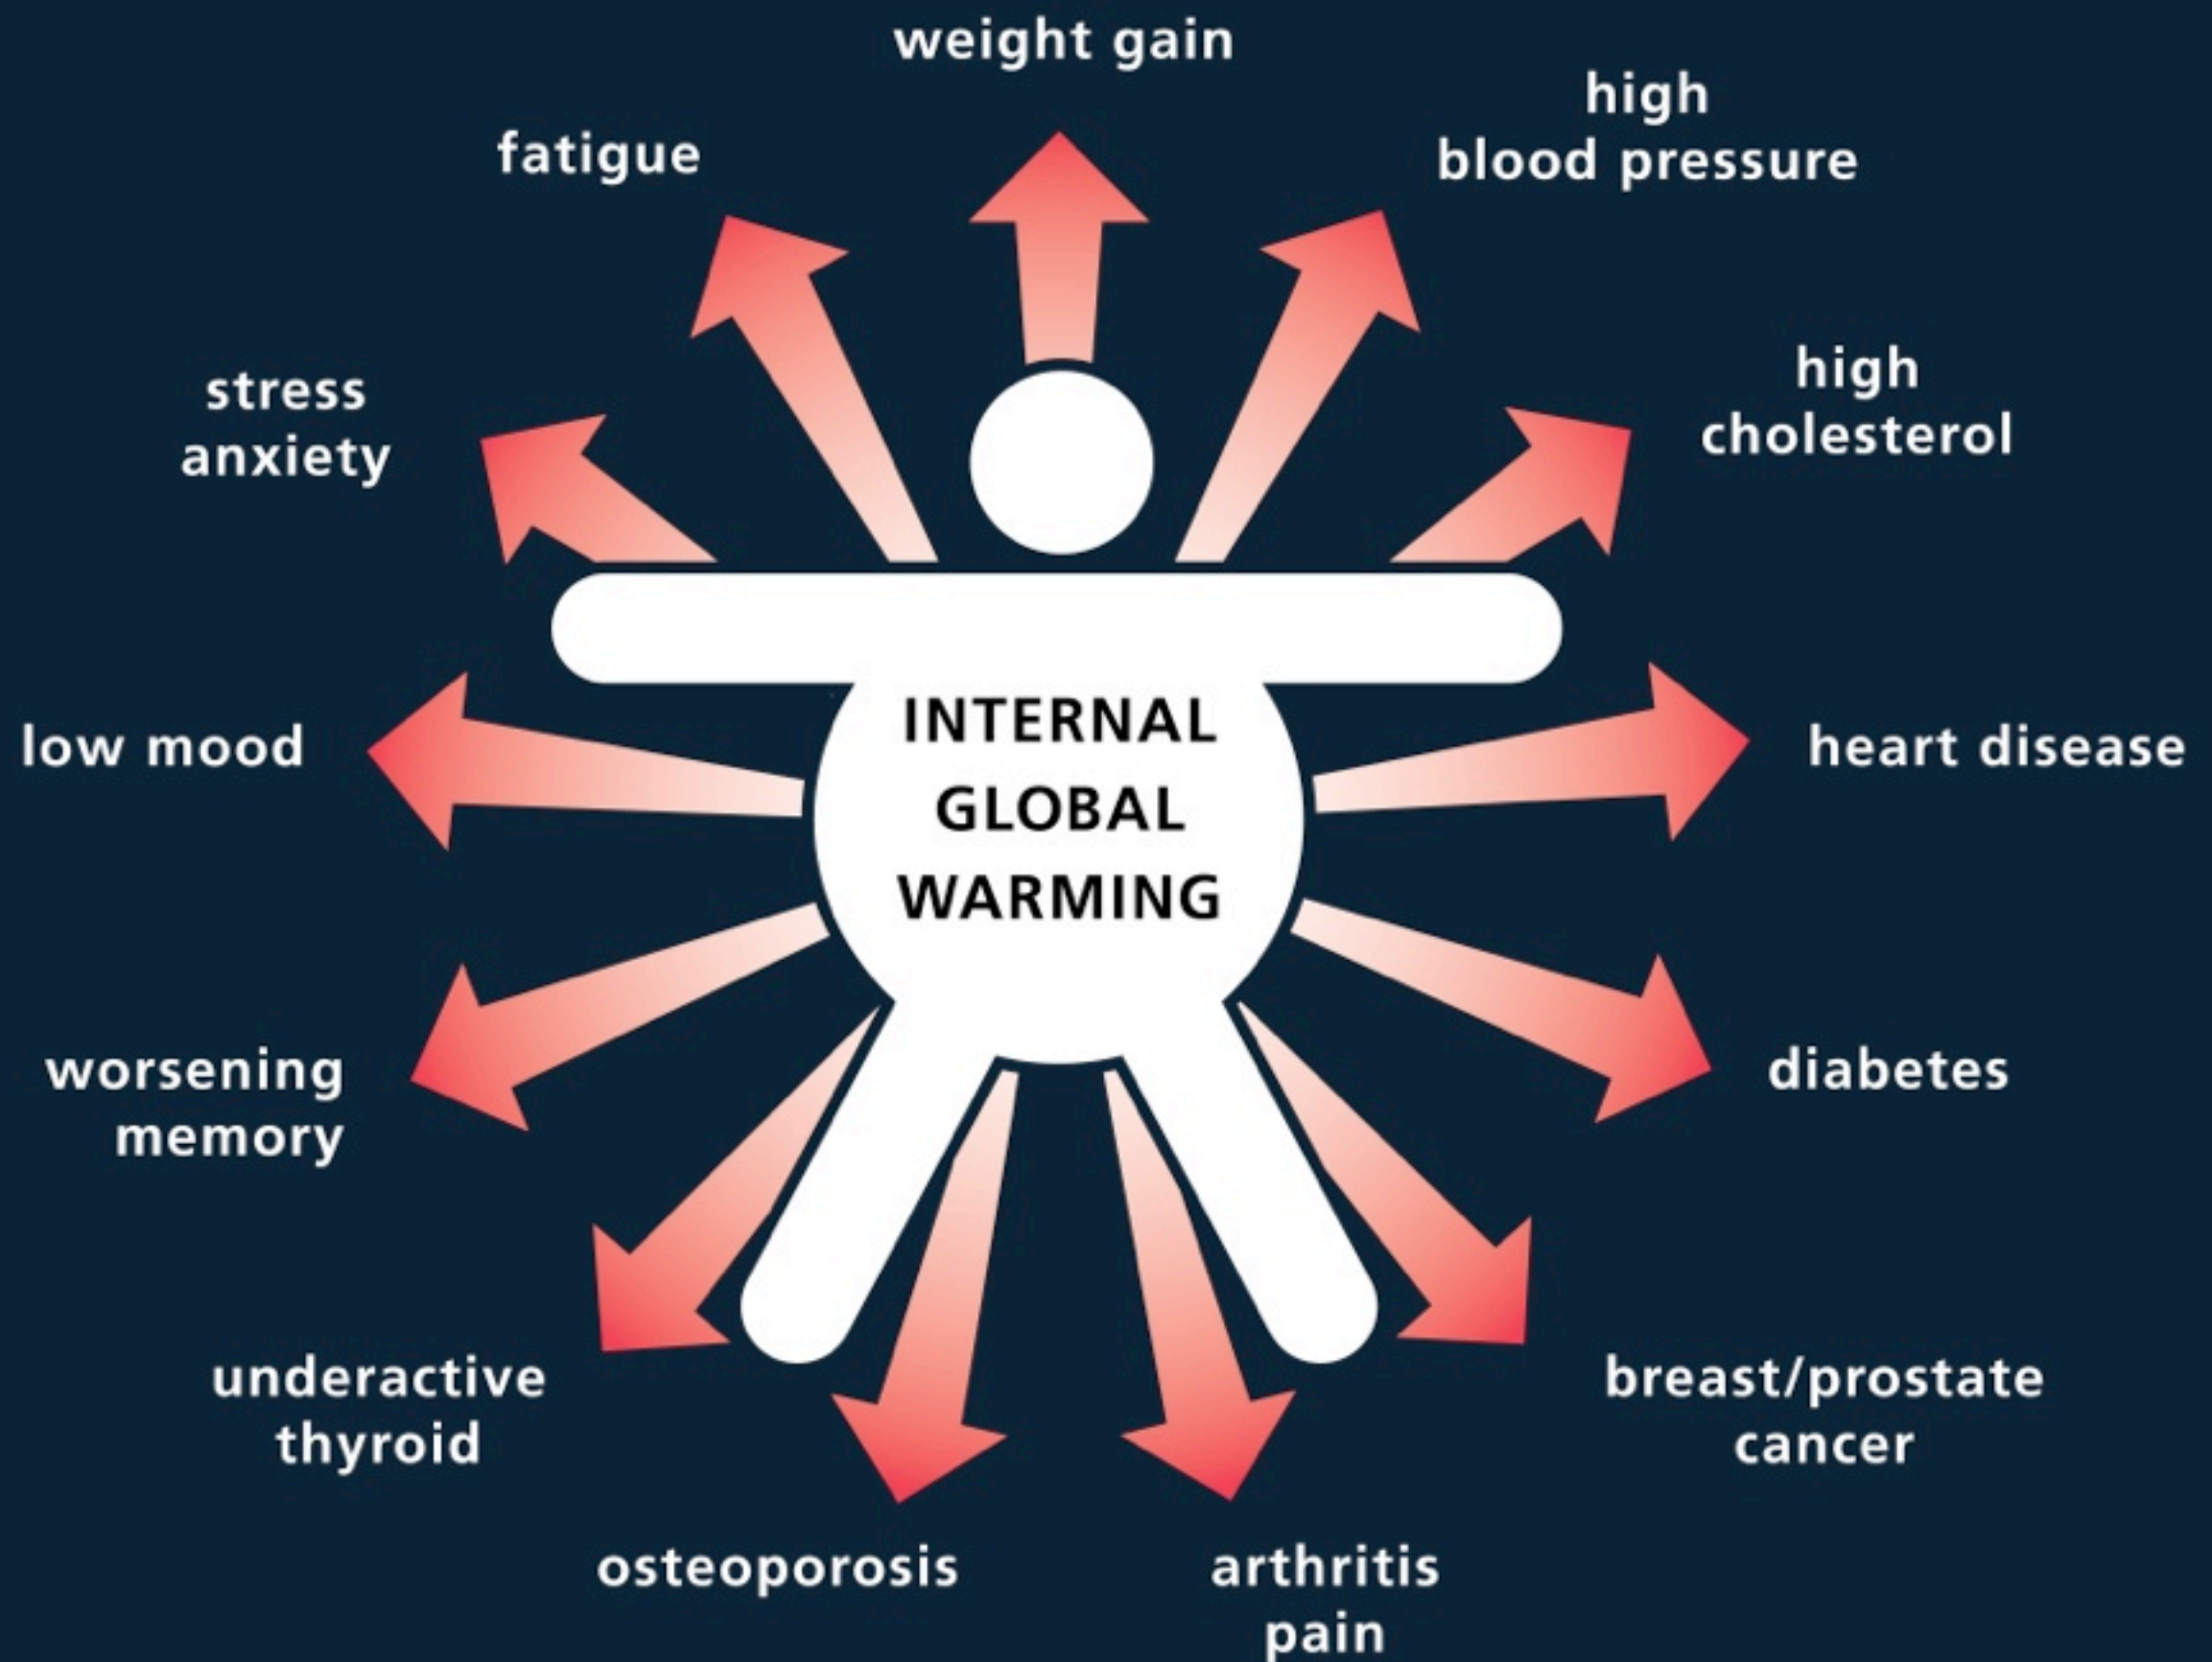 weight gain
high
blood pressure
fatigue
high
cholesterol
stress
anxiety
INTERNAL
GLOBAL
WARMING
low mood
heart disease
worsening
memory
diabetes
underactive
thyroid
breast/prostate
cancer
osteoporosis
arthritis
pain